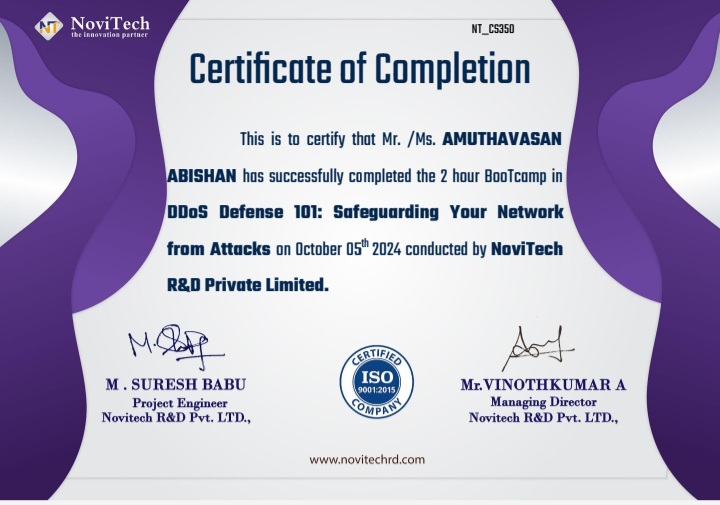 NT
NoviTech
the innovation partner
NT_CS350
Certificate of Completion
This is to certify that Mr. /Ms. AMUTHAVASAN
ABISHAN has successfully completed the 2 hour BooTcamp in
DDoS Defense 101: Safeguarding Your Network
from Attacks on October 05th 2024 conducted by NoviTech
R&D Private Limited.
M . SURESH BABU
Project Engineer
Novitech R&D Pvt. LTD.,
CERTIFIED
ISO
9001:2015
COMPANY
Mr.VINOTHKUMAR A
Managing Director
Novitech R&D Pvt. LTD.,
www.novitechrd.com